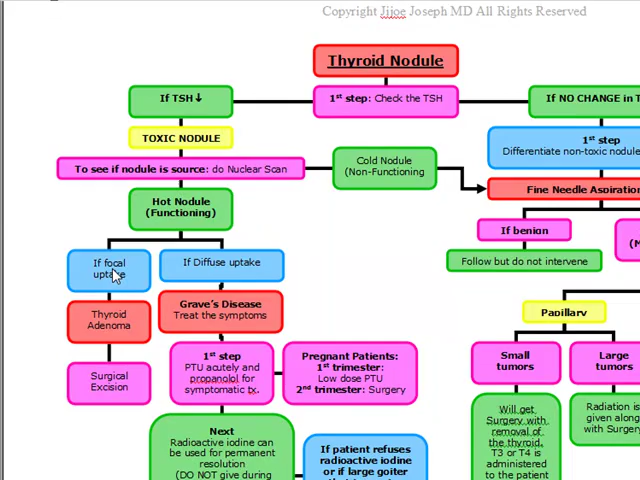 Copyright Jijoe Joseph MD All Rights Reserved
Thyroid Nodule
If TSH↓
1st step: Check the TSH
If NO CHANGE in T
TOXIC NODULE
1st step
Differentiate non-toxic nodule
To see if nodule is source: do Nuclear Scan
Cold Nodule
(Non-Functioning
Fine Needle Aspiratio
Hot Nodule
(Functioning)
If benign
(M
Follow but do not intervene
If focal
uptake
If Diffuse uptake
Thyroid
Adenoma
Grave's Disease
Treat the symptoms
Papillary
Surgical
Excision
1st step
PTU acutely and
propanolol for
symptomatic tx.
Pregnant Patients:
1st trimester:
Low dose PTU
2nd trimester: Surgery
Small
tumors
Large
tumors
Next
Radioactive iodine can
be used for permanent
resolution
(DO NOT give during
If patient refuses
radioactive iodine
or if large goiter
Will get
Surgery with
removal of
the thyroid.
T3 or T4 is
administered
to the patient
Radiation is
given along
with Surgery